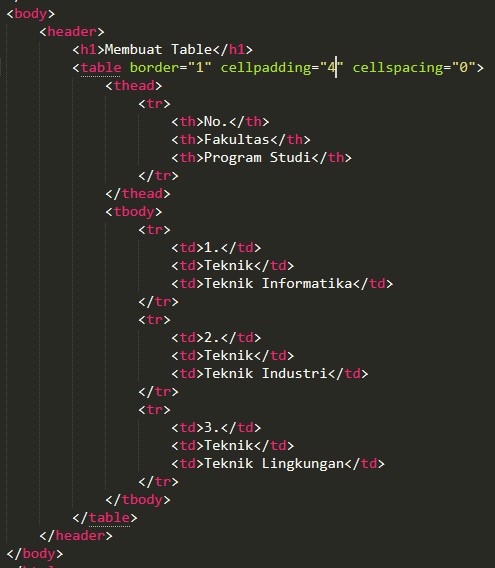 <body>
<header>
<h1>Membuat Table</h1>
<table border="1" cellpadding="4" cellspacing="0">
<thead>
<tr>
<th>No.</th>
<th>Fakultas</th>
<th>Program Studi</th>
</tr>
</thead>
<tbody>
<tr>
<td>1.</td>
<td>Teknik</td>
<td>Teknik Informatika</td>
</tr>
<tr>
<td>2.</td>
<td>Teknik</td>
<td>Teknik Industri</td>
</tr>
<tr>
<td>3.</td>
<td>Teknik</td>
<td>Teknik Lingkungan</td>
</tr>
</tbody>
</table>
</header>
</body>